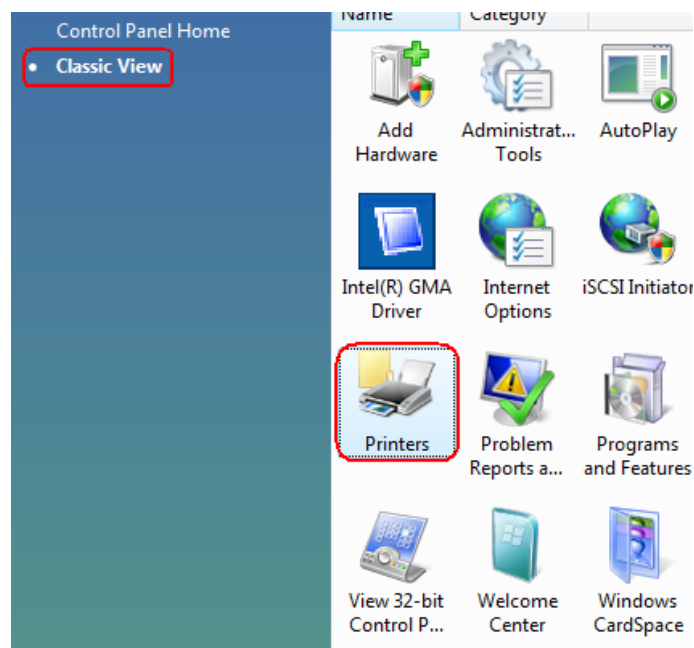 Control Panel Home
• Classic View
Name Category
Add Hardware
Administrat... Tools
AutoPlay
Intel(R) GMA Driver
Internet Options
iSCSI Initiator
Printers
Problem Reports a...
Programs and Features
View 32-bit Control P...
Welcome Center
Windows CardSpace